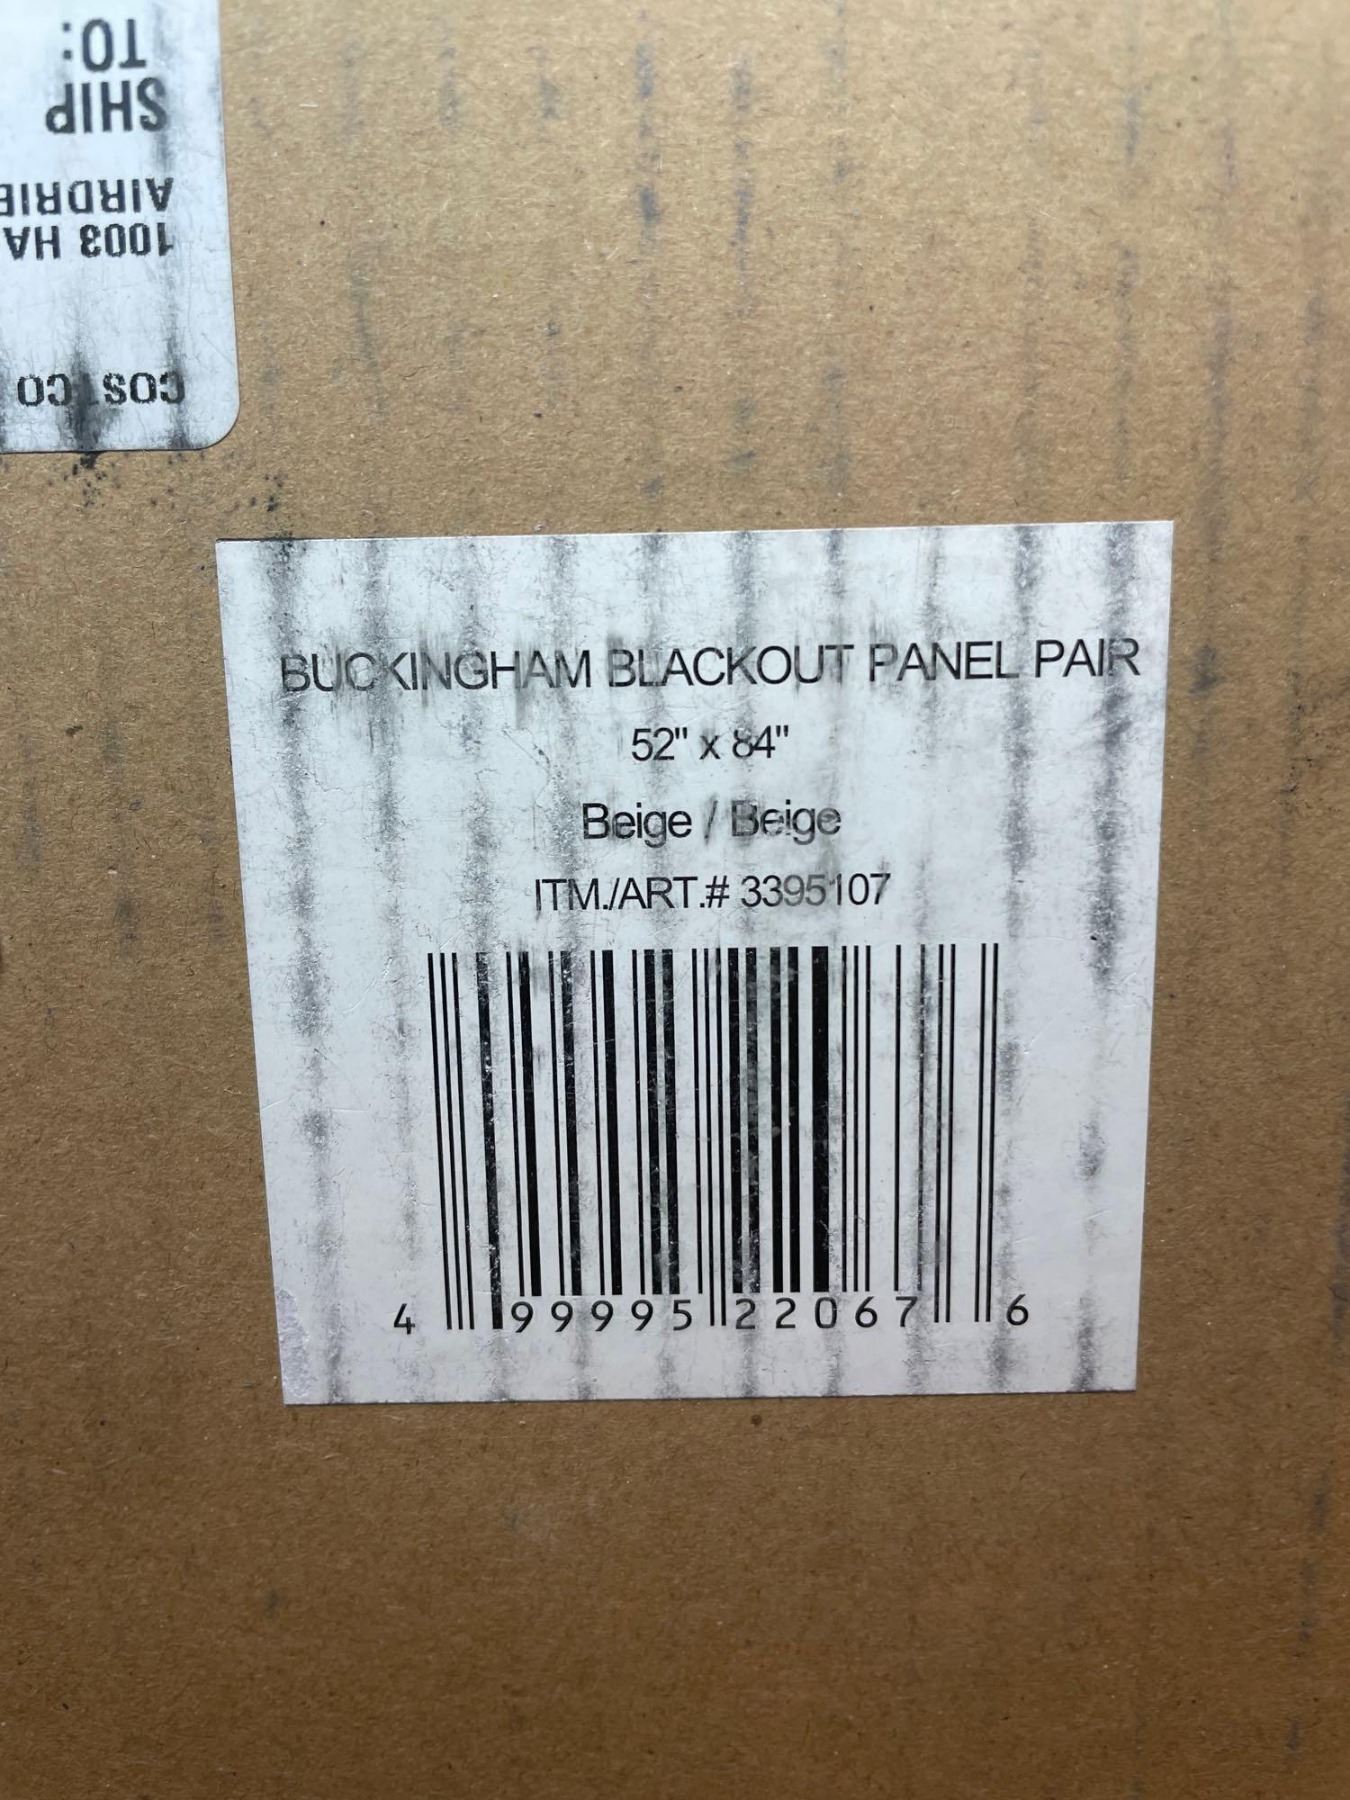 SHIP
TO:
AIRDRIE
1003 HA
COSTCO
BUCKINGHAM BLACKOUT PANEL PAIR
52" x 84"
Beige / Beige
ITM./ART.# 3395107
4 99995 22067 6